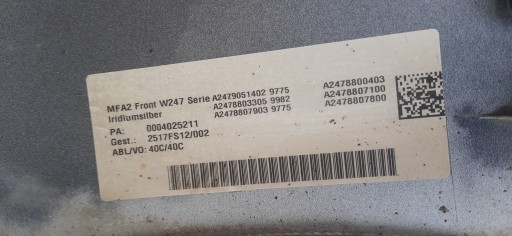 MFA2 Front W247 Serie A2479051402 9775 A2478800403
Iridiumsilber A2478803305 9982 A2478807100
A2478807903 9775 A2478807800
PA: 0004025211
Gest.: 2517FS12/002
ABL/VO: 40C/40C